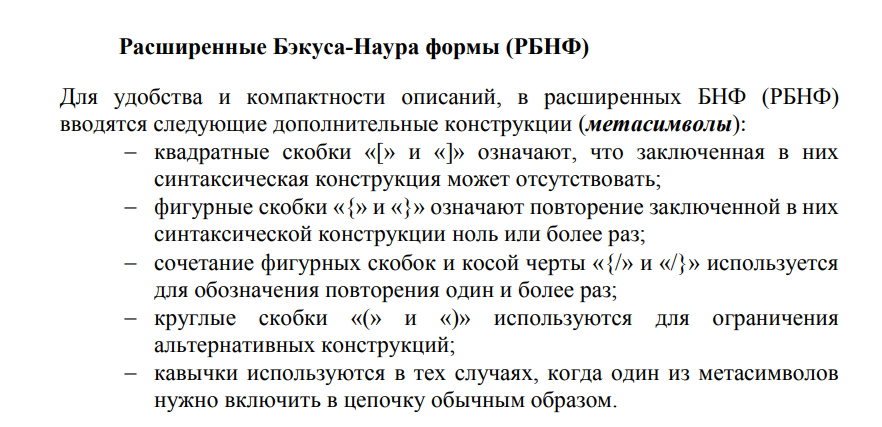 Расширенные Бэкуса-Наура формы (РБНФ)
Для удобства и компактности описаний, в расширенных БНФ (РБНФ)
вводятся следующие дополнительные конструкции (метасимволы):
– квадратные скобки «[» и «]» означают, что заключенная в них
синтаксическая конструкция может отсутствовать;
– фигурные скобки «{» и «}» означают повторение заключенной в них
синтаксической конструкции ноль или более раз;
– сочетание фигурных скобок и косой черты «{/» и «/}» используется
для обозначения повторения один и более раз;
– круглые скобки «(» и «)» используются для ограничения
альтернативных конструкций;
– кавычки используются в тех случаях, когда один из метасимволов
нужно включить в цепочку обычным образом.